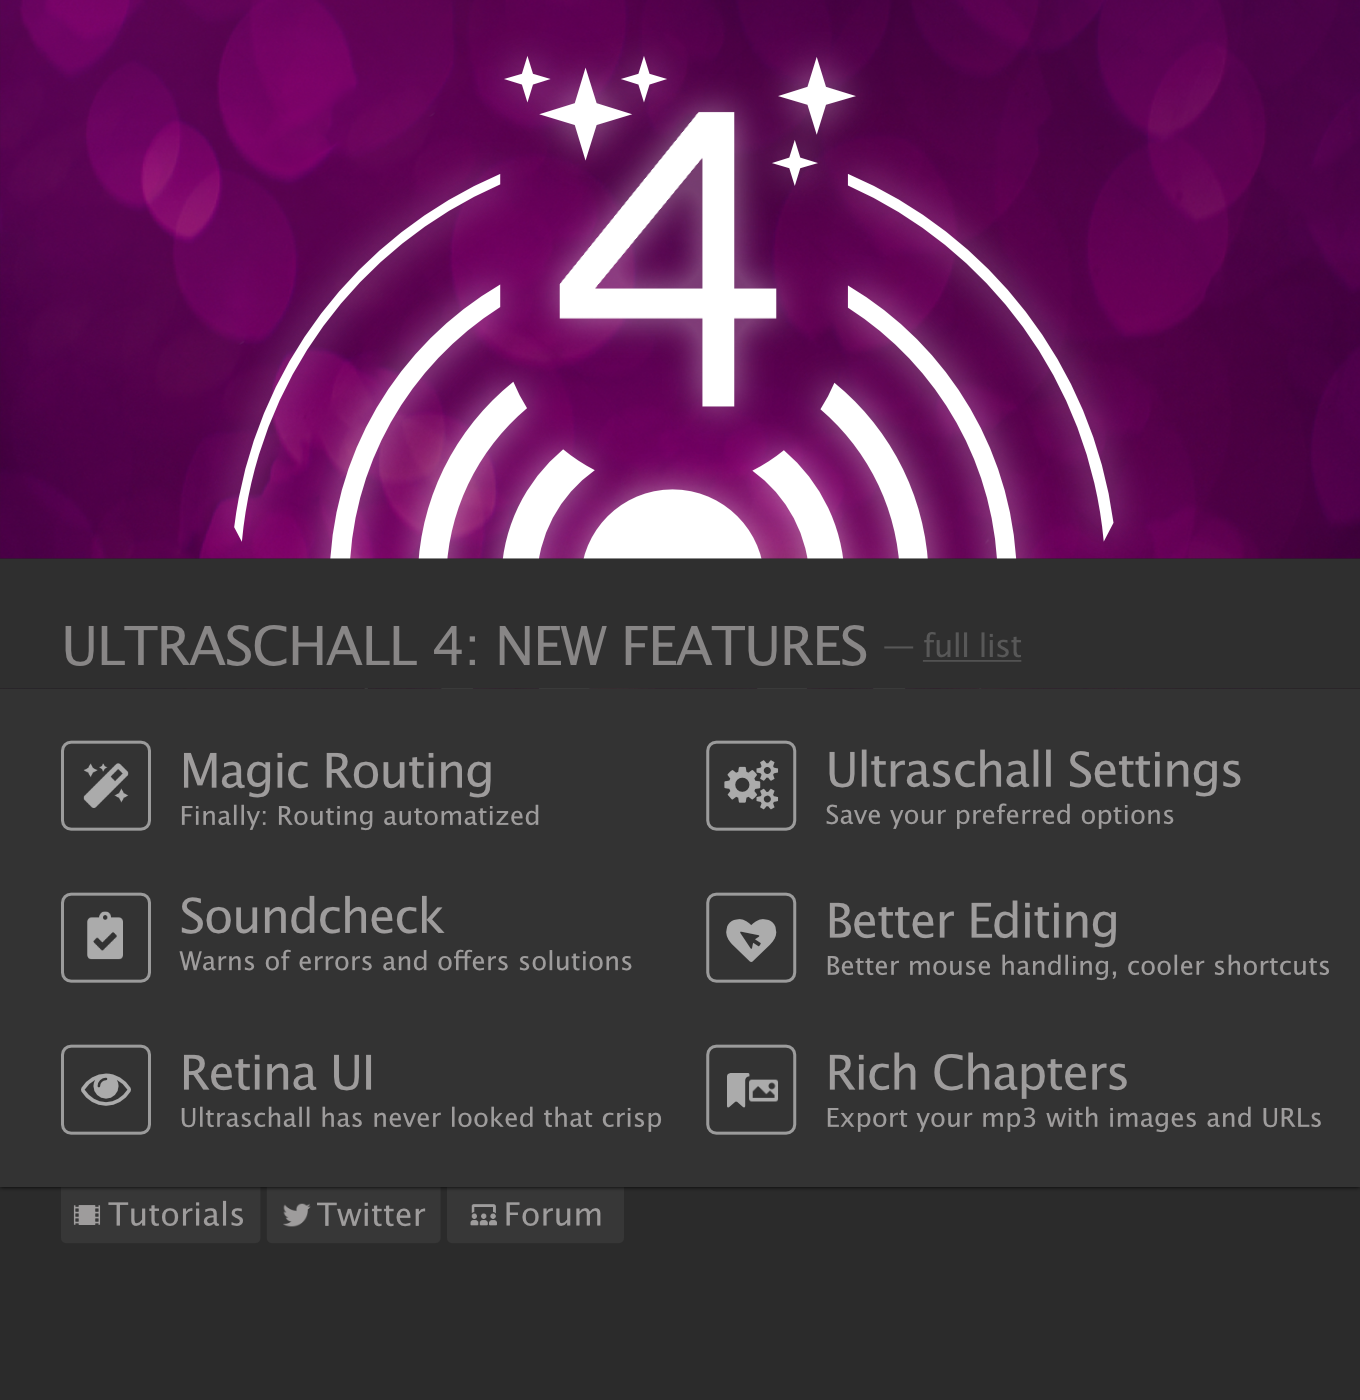 4
ULTRASCHALL 4: NEW FEATURES — full list
Magic Routing
Finally: Routing automatized
Ultraschall Settings
Save your preferred options
Soundcheck
Warns of errors and offers solutions
Better Editing
Better mouse handling, cooler shortcuts
Retina UI
Ultraschall has never looked that crisp
Rich Chapters
Export your mp3 with images and URLs
Tutorials
Twitter
Forum